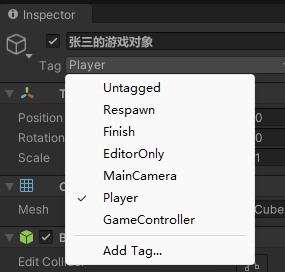 Inspector
张三的游戏对象
Tag Player
Untagged
Respawn
Finish
EditorOnly
MainCamera
Player
GameController
Add Tag...
T
Position 0
Rotation 0
Scale 1
Mesh Cube
B
Edit Collider